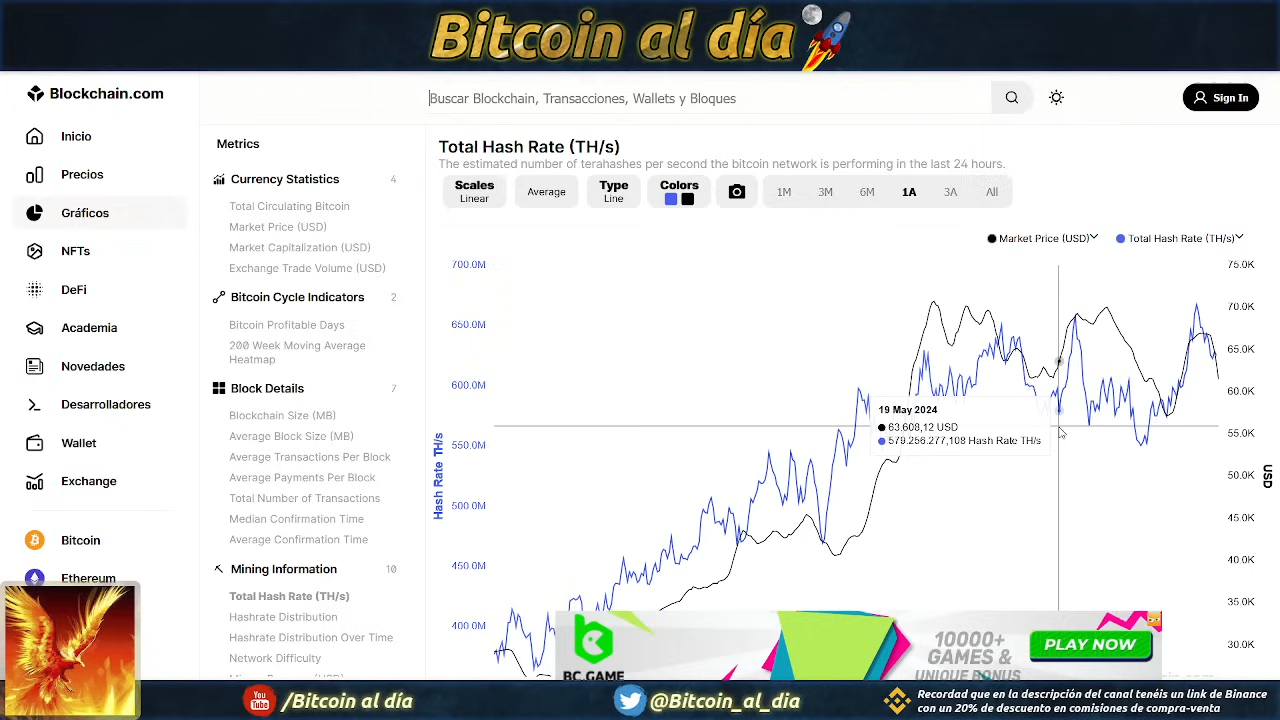 Bitcoin al día
Blockchain.com
Buscar Blockchain, Transacciones, Wallets y Bloques
Sign In
Inicio
Precios
Gráficos
NFTs
DeFi
Academia
Novedades
Desarrolladores
Wallet
Exchange
Bitcoin
Ethereum
Metrics
Currency Statistics 4
Total Circulating Bitcoin
Market Price (USD)
Market Capitalization (USD)
Exchange Trade Volume (USD)
Bitcoin Cycle Indicators 2
Bitcoin Profitable Days
200 Week Moving Average
Heatmap
Block Details 7
Blockchain Size (MB)
Average Block Size (MB)
Average Transactions Per Block
Average Payments Per Block
Total Number of Transactions
Median Confirmation Time
Average Confirmation Time
Mining Information 10
Total Hash Rate (TH/s)
Hashrate Distribution
Hashrate Distribution Over Time
Network Difficulty
Total Hash Rate (TH/s)
The estimated number of terahashes per second the bitcoin network is performing in the last 24 hours.
Scales
Linear
Average
Type
Line
Colors
1M 3M 6M 1A 3A All
Market Price (USD) Total Hash Rate (TH/s)
700.0M
650.0M
600.0M
550.0M
500.0M
450.0M
400.0M
Hash Rate TH/s
19 May 2024
63.608,12 USD
579.256.277,108 Hash Rate TH/s
75.0K
70.0K
65.0K
60.0K
55.0K
50.0K
45.0K
40.0K
35.0K
30.0K
USD
BC.GAME
10000+
GAMES &
UNIQUE BONUS
PLAY NOW
You
Tube
/Bitcoin al día
@Bitcoin_al_dia
Recordad que en la descripción del canal tenéis un link de Binance
con un 20% de descuento en comisiones de compra-venta